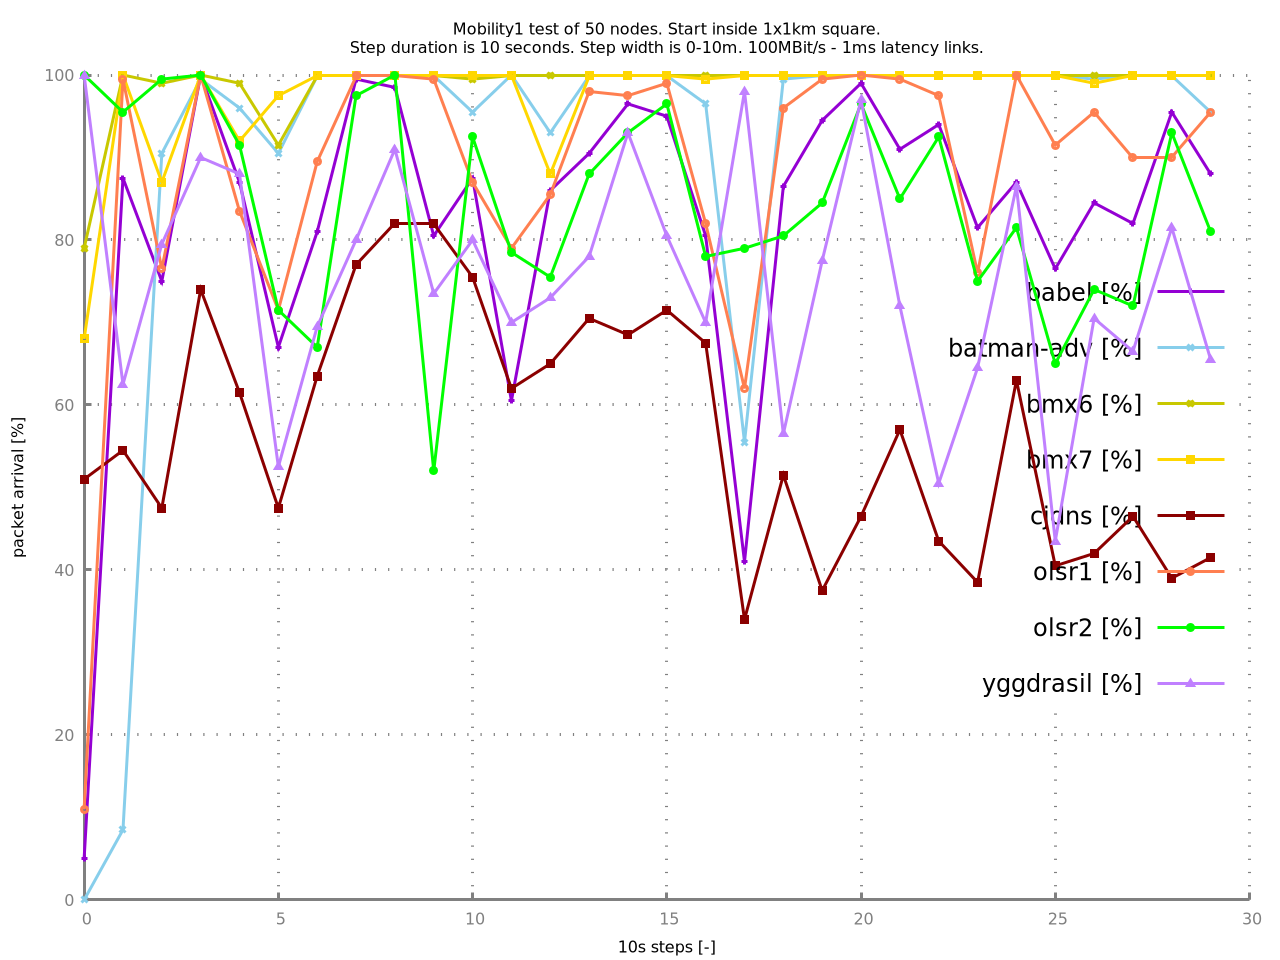 Mobility1 test of 50 nodes. Start inside 1x1km square.
Step duration is 10 seconds. Step width is 0-10m. 100MBit/s - 1ms latency links.
100
80
60
40
20
0
packet arrival [%]
babel [%]
batman-adv [%]
bmx6 [%]
bmx7 [%]
cjdns [%]
olsr1 [%]
olsr2 [%]
yggdrasil [%]
0 5 10 15 20 25 30
10s steps [-]